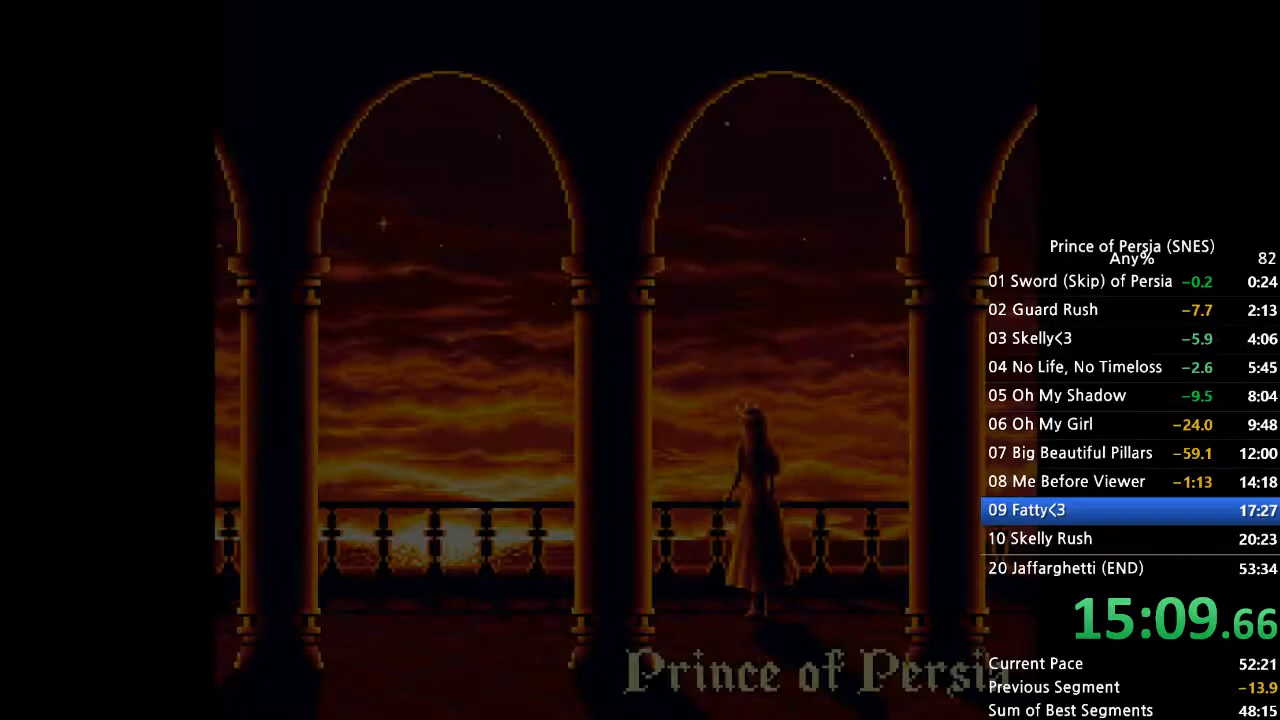 Prince of Persia (SNES)
Any% 82
01 Sword (Skip) of Persia −0.2 0:24
02 Guard Rush −7.7 2:13
03 Skelly<3 −5.9 4:06
04 No Life, No Timeloss −2.6 5:45
05 Oh My Shadow −9.5 8:04
06 Oh My Girl −24.0 9:48
07 Big Beautiful Pillars −59.1 12:00
08 Me Before Viewer −1:13 14:18
09 Fatty<3 17:27
10 Skelly Rush 20:23
20 Jaffarghetti (END) 53:34
15:09.66
Prince of Persia
Current Pace 52:21
Previous Segment −13.9
Sum of Best Segments 48:15